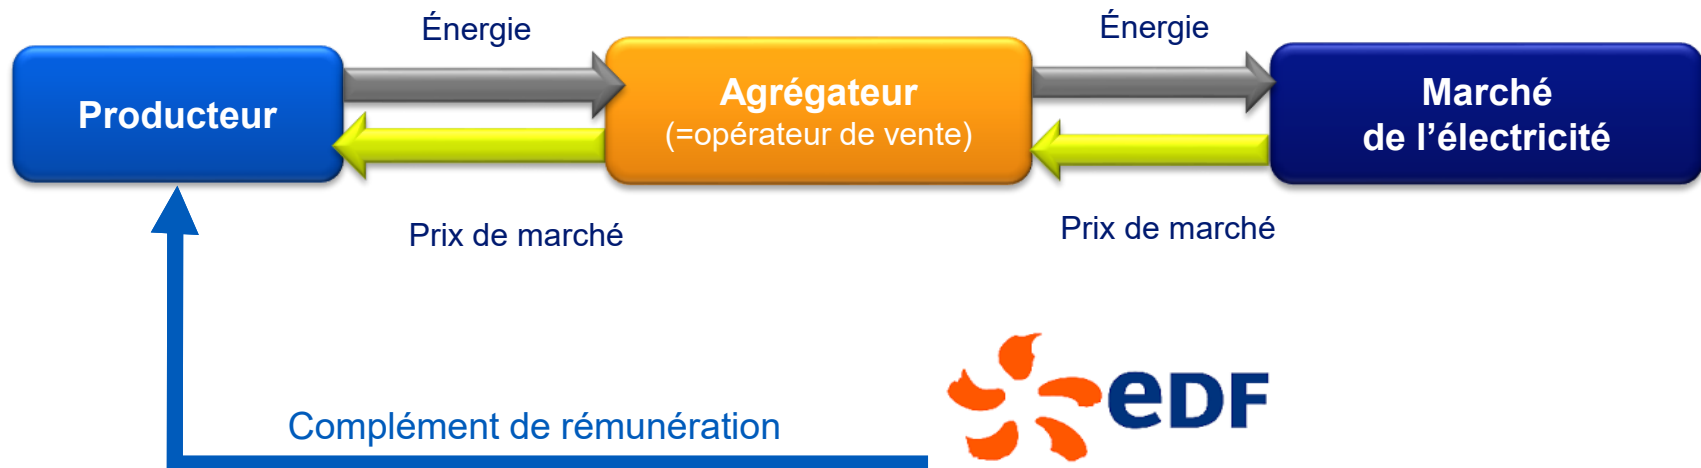 Énergie
Énergie
Producteur
Agrégateur
(=opérateur de vente)
Marché
de l’électricité
Prix de marché
Prix de marché
Complément de rémunération
eDF